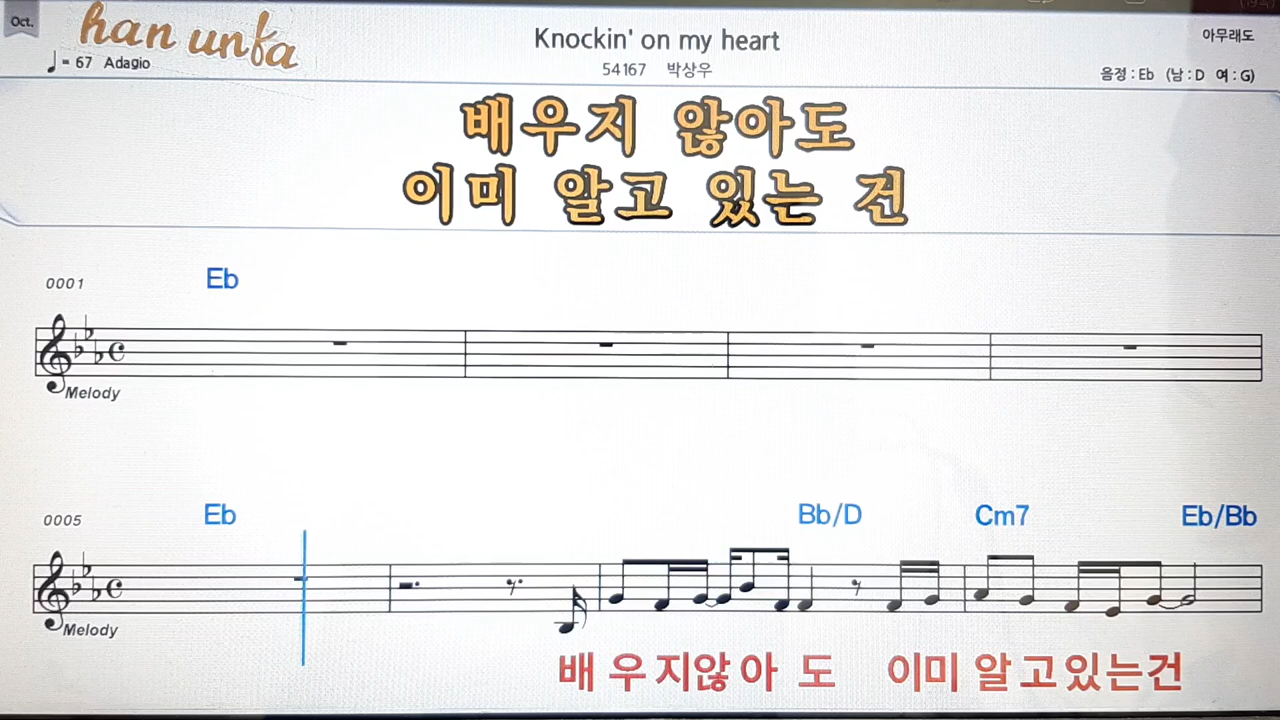 Oct.
han unfa
Knockin' on my heart
아무래도
♩ = 67 Adagio
54167 박상우
음정 : Eb (남 : D 여 : G)
배우지 않아도
이미 알고 있는 건
0001 Eb
Melody
0005 Eb Bb/D Cm7 Eb/Bb
Melody
배 우 지않아 도 이미 알 고있는건